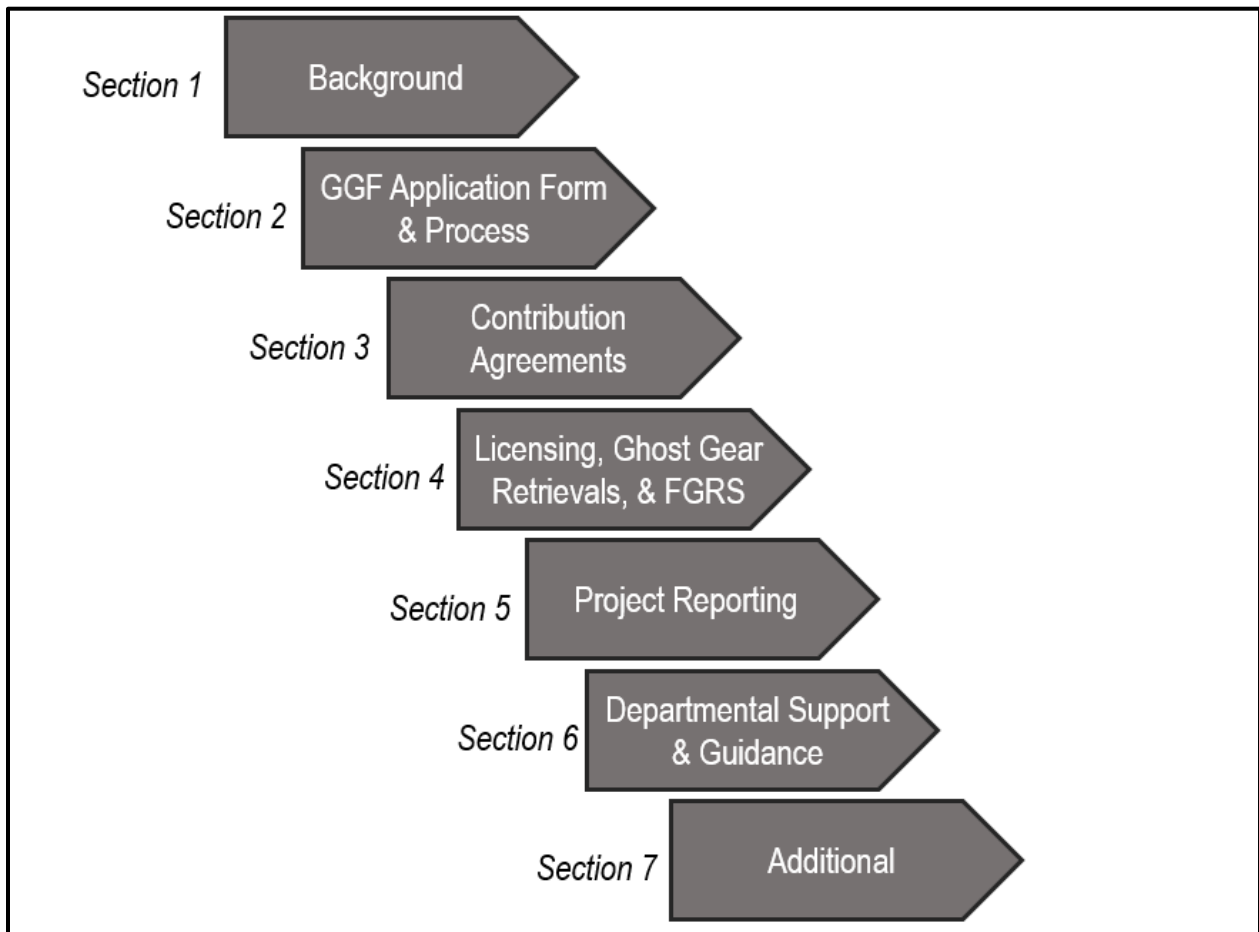 Section 1
Background
Section 2
GGF Application Form
& Process
Section 3
Contribution
Agreements
Section 4
Licensing, Ghost Gear
Retrievals, & FGRS
Section 5
Project Reporting
Section 6
Departmental Support
& Guidance
Section 7
Additional